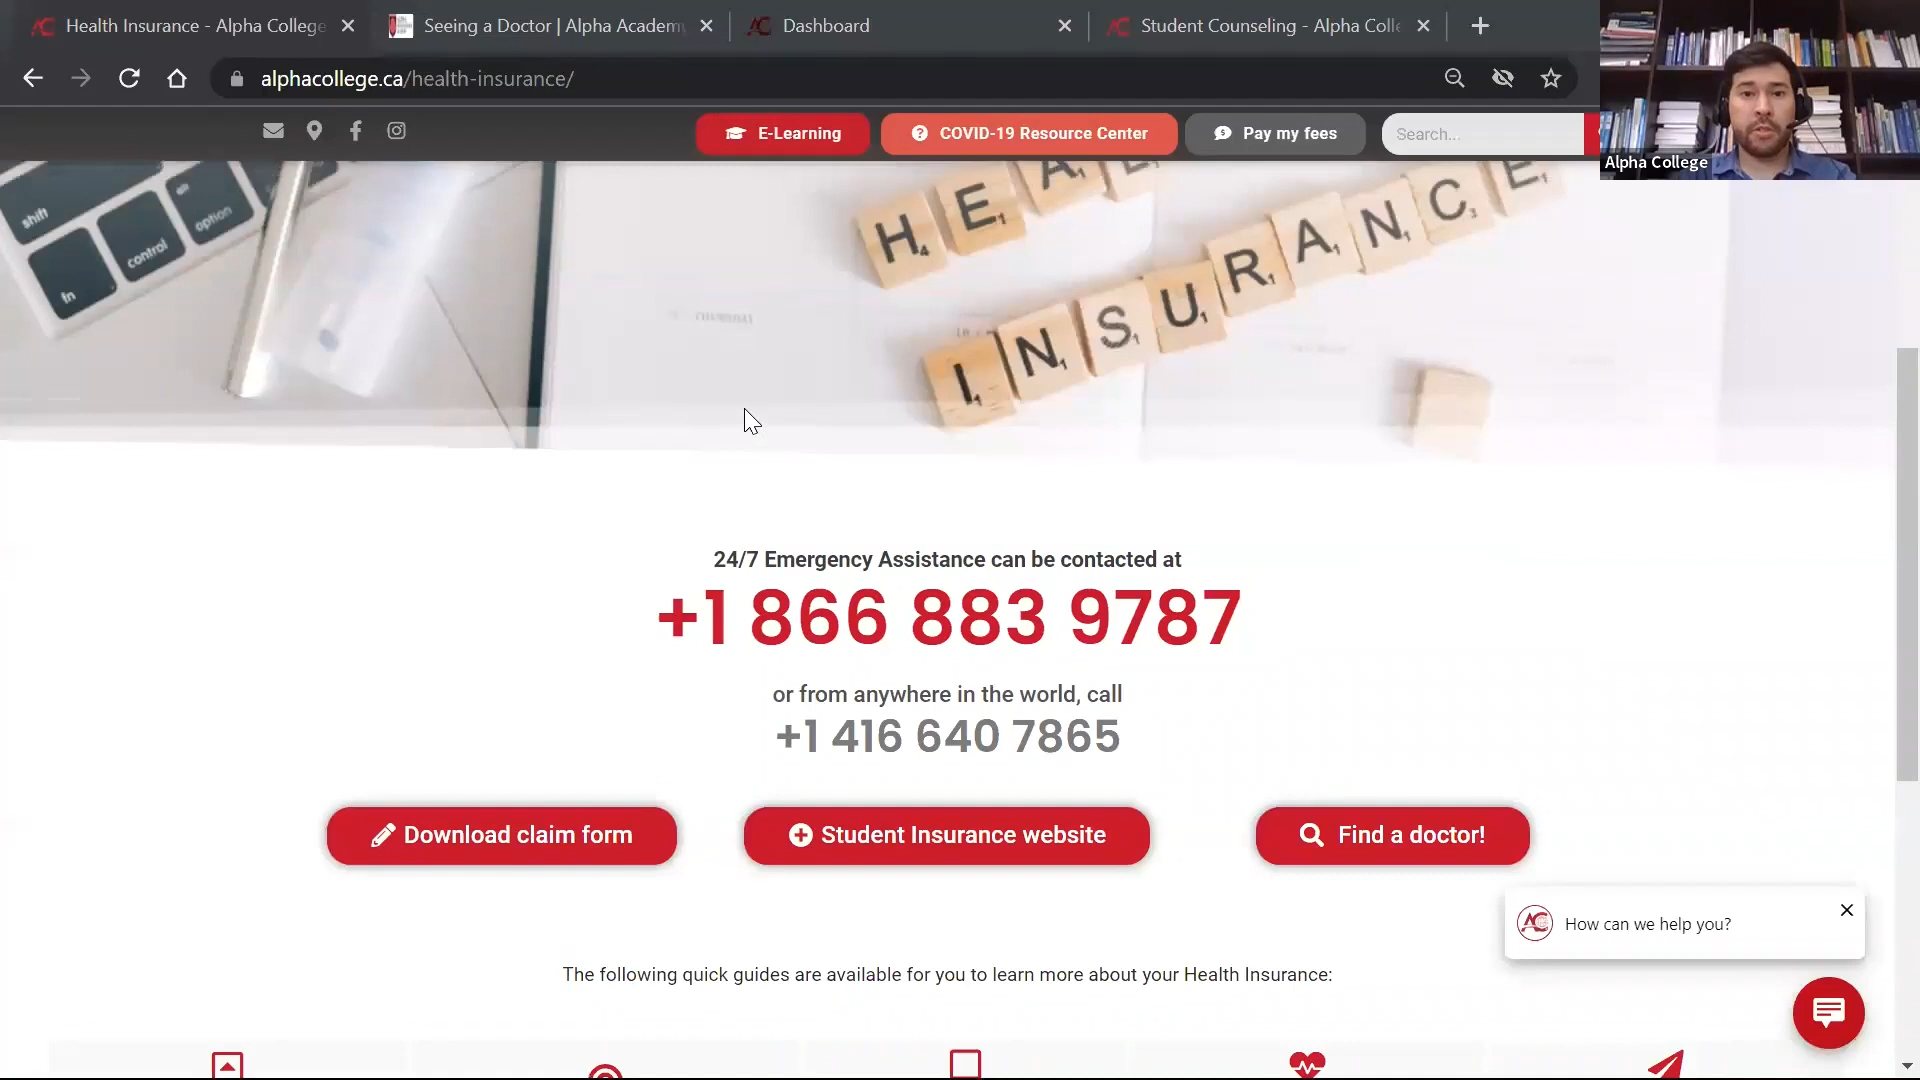 Health Insurance - Alpha College
Seeing a Doctor | Alpha Academy
Dashboard
Student Counseling - Alpha Colle
alphacollege.ca/health-insurance/
E-Learning
COVID-19 Resource Center
Pay my fees
Search...
Alpha College
shift
fn
control
option
HEAL
INSURANCE
24/7 Emergency Assistance can be contacted at
+1 866 883 9787
or from anywhere in the world, call
+1 416 640 7865
Download claim form
Student Insurance website
Find a doctor!
How can we help you?
The following quick guides are available for you to learn more about your Health Insurance: